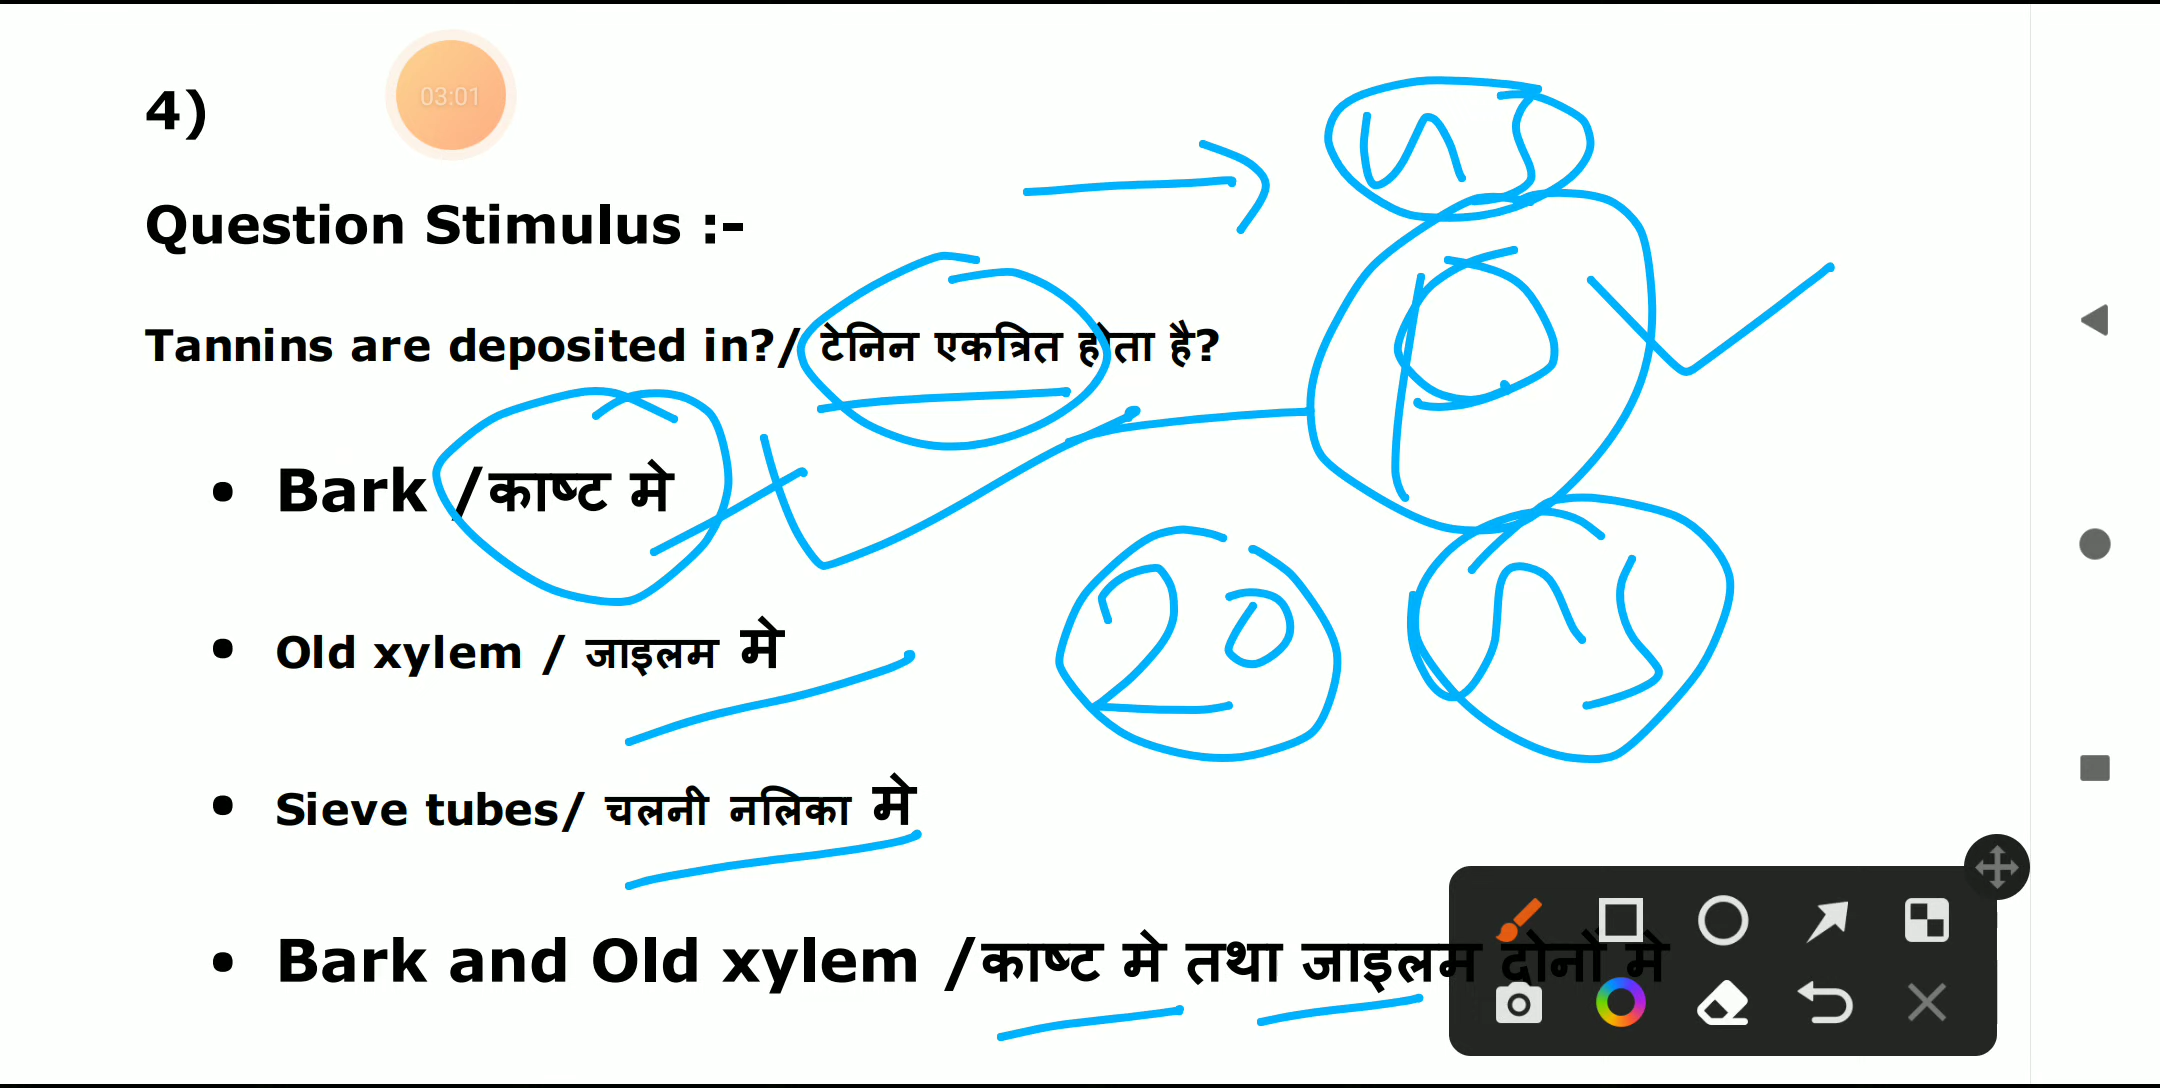 03:01
4)
Question Stimulus :-
Tannins are deposited in?/ टेनिन एकत्रित होता है?
• Bark /काष्ट मे
• Old xylem / जाइलम मे
• Sieve tubes/ चलनी नलिका मे
20
• Bark and Old xylem /काष्ट मे तथा जाइलम दोनों मे